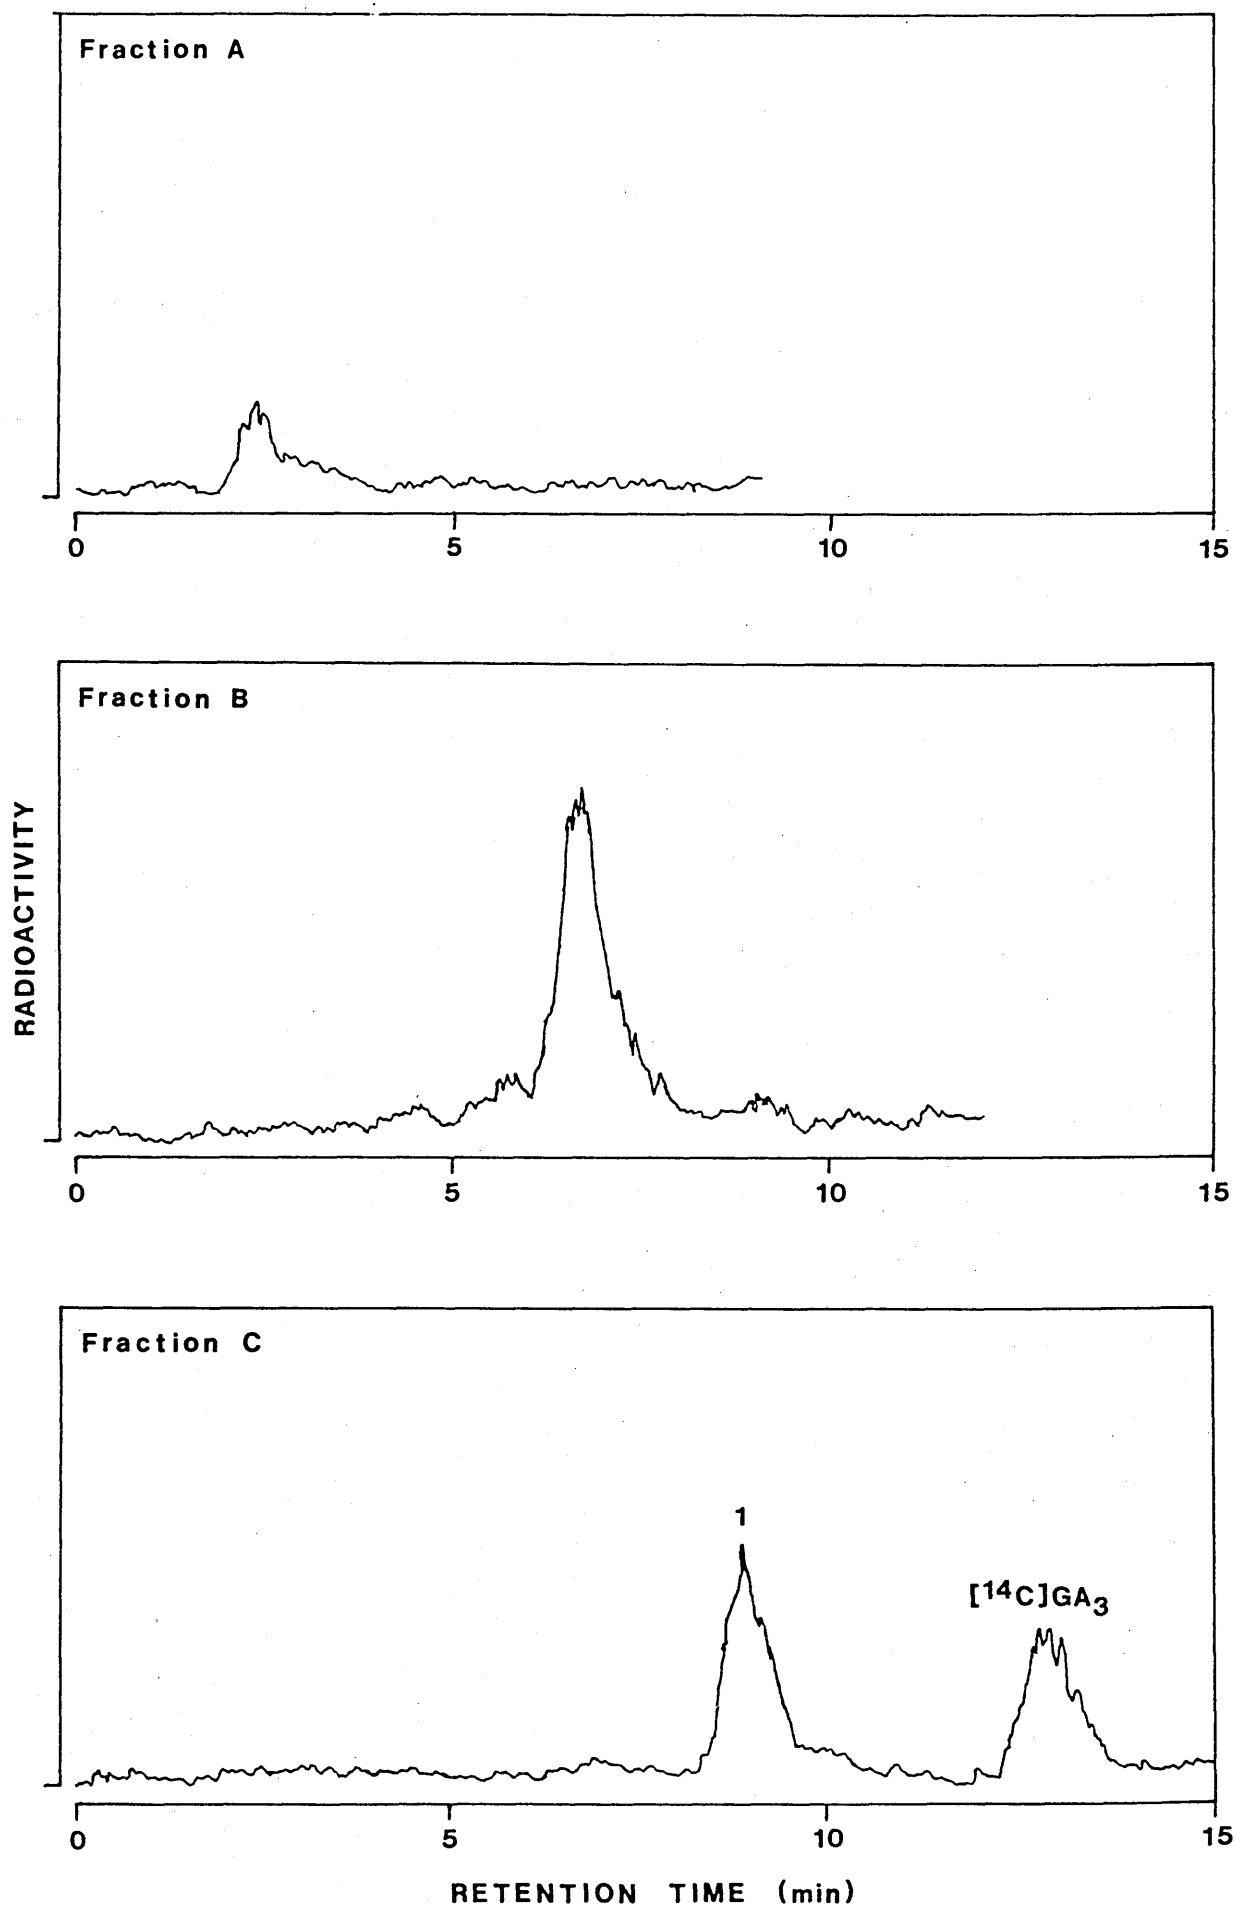 Fraction A
0 5 10 15
Fraction B
RADIOACTIVITY
0 5 10 15
Fraction C
1
[¹⁴C]GA₃
0 5 10 15
RETENTION TIME (min)